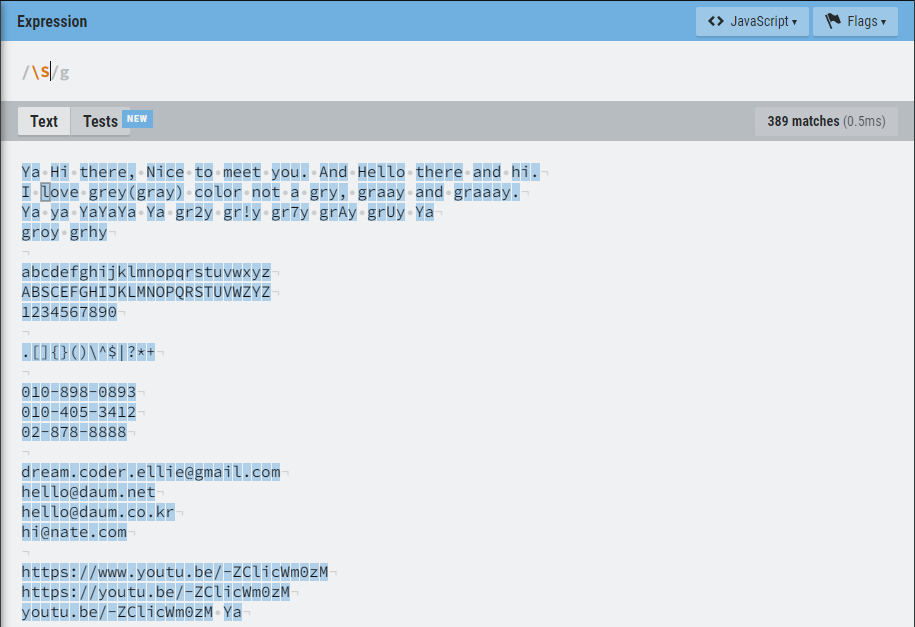 Expression
<> JavaScript ▾ Flags ▾
/\S/g
Text Tests NEW
389 matches (0.5ms)
Ya Hi there, Nice to meet you. And Hello there and hi.
I love grey(gray) color not a gry, graay and graaay.
Ya ya YaYaYa Ya gr2y gr!y gr7y grAy grUy Ya
groy grhy
abcdefghijklmnopqrstuvwxyz
ABSCEFGHIJKLMNOPQRSTUVWZYZ
1234567890
.[]{}()\^$|?*+
010-898-0893
010-405-3412
02-878-8888
dream.coder.ellie@gmail.com
hello@daum.net
hello@daum.co.kr
hi@nate.com
https://www.youtu.be/-ZClicWm0zM
https://youtu.be/-ZClicWm0zM
youtu.be/-ZClicWm0zM Ya